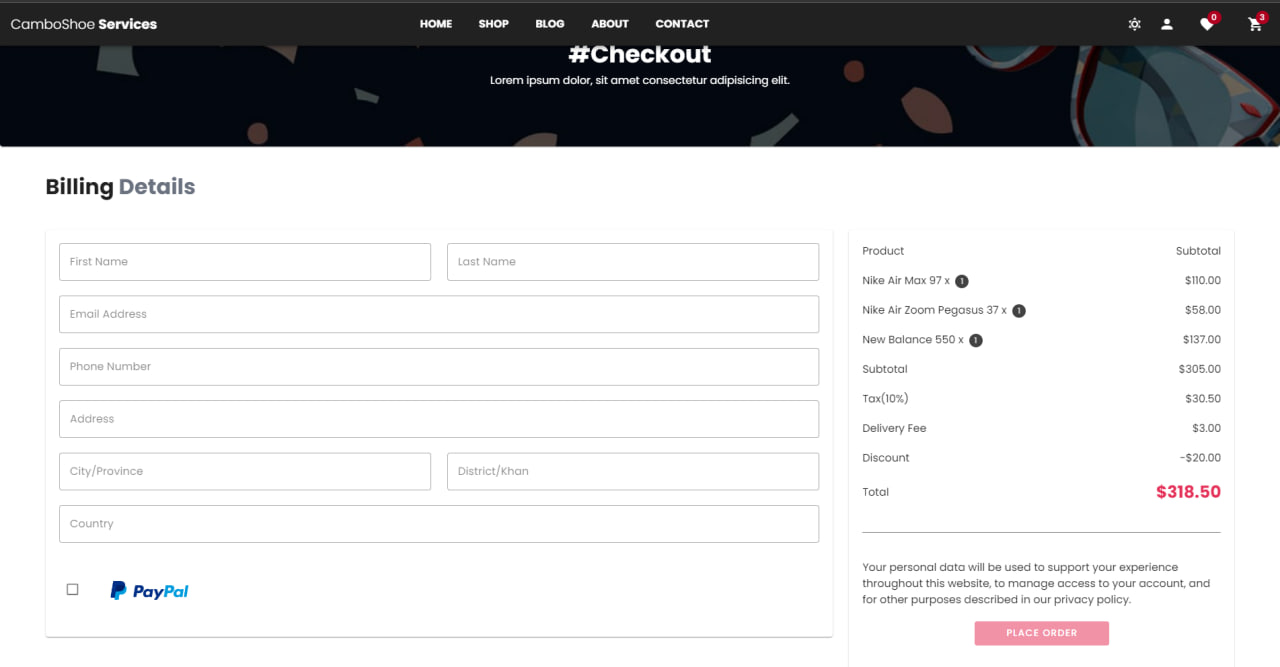 CamboShoe Services
HOME SHOP BLOG ABOUT CONTACT
0
3
#Checkout
Lorem ipsum dolor, sit amet consectetur adipisicing elit.
Billing Details
First Name
Last Name
Email Address
Phone Number
Address
City/Province
District/Khan
Country
PayPal
Product Subtotal
Nike Air Max 97 x 1 $110.00
Nike Air Zoom Pegasus 37 x 1 $58.00
New Balance 550 x 1 $137.00
Subtotal $305.00
Tax(10%) $30.50
Delivery Fee $3.00
Discount -$20.00
Total $318.50
Your personal data will be used to support your experience
throughout this website, to manage access to your account, and
for other purposes described in our privacy policy.
PLACE ORDER